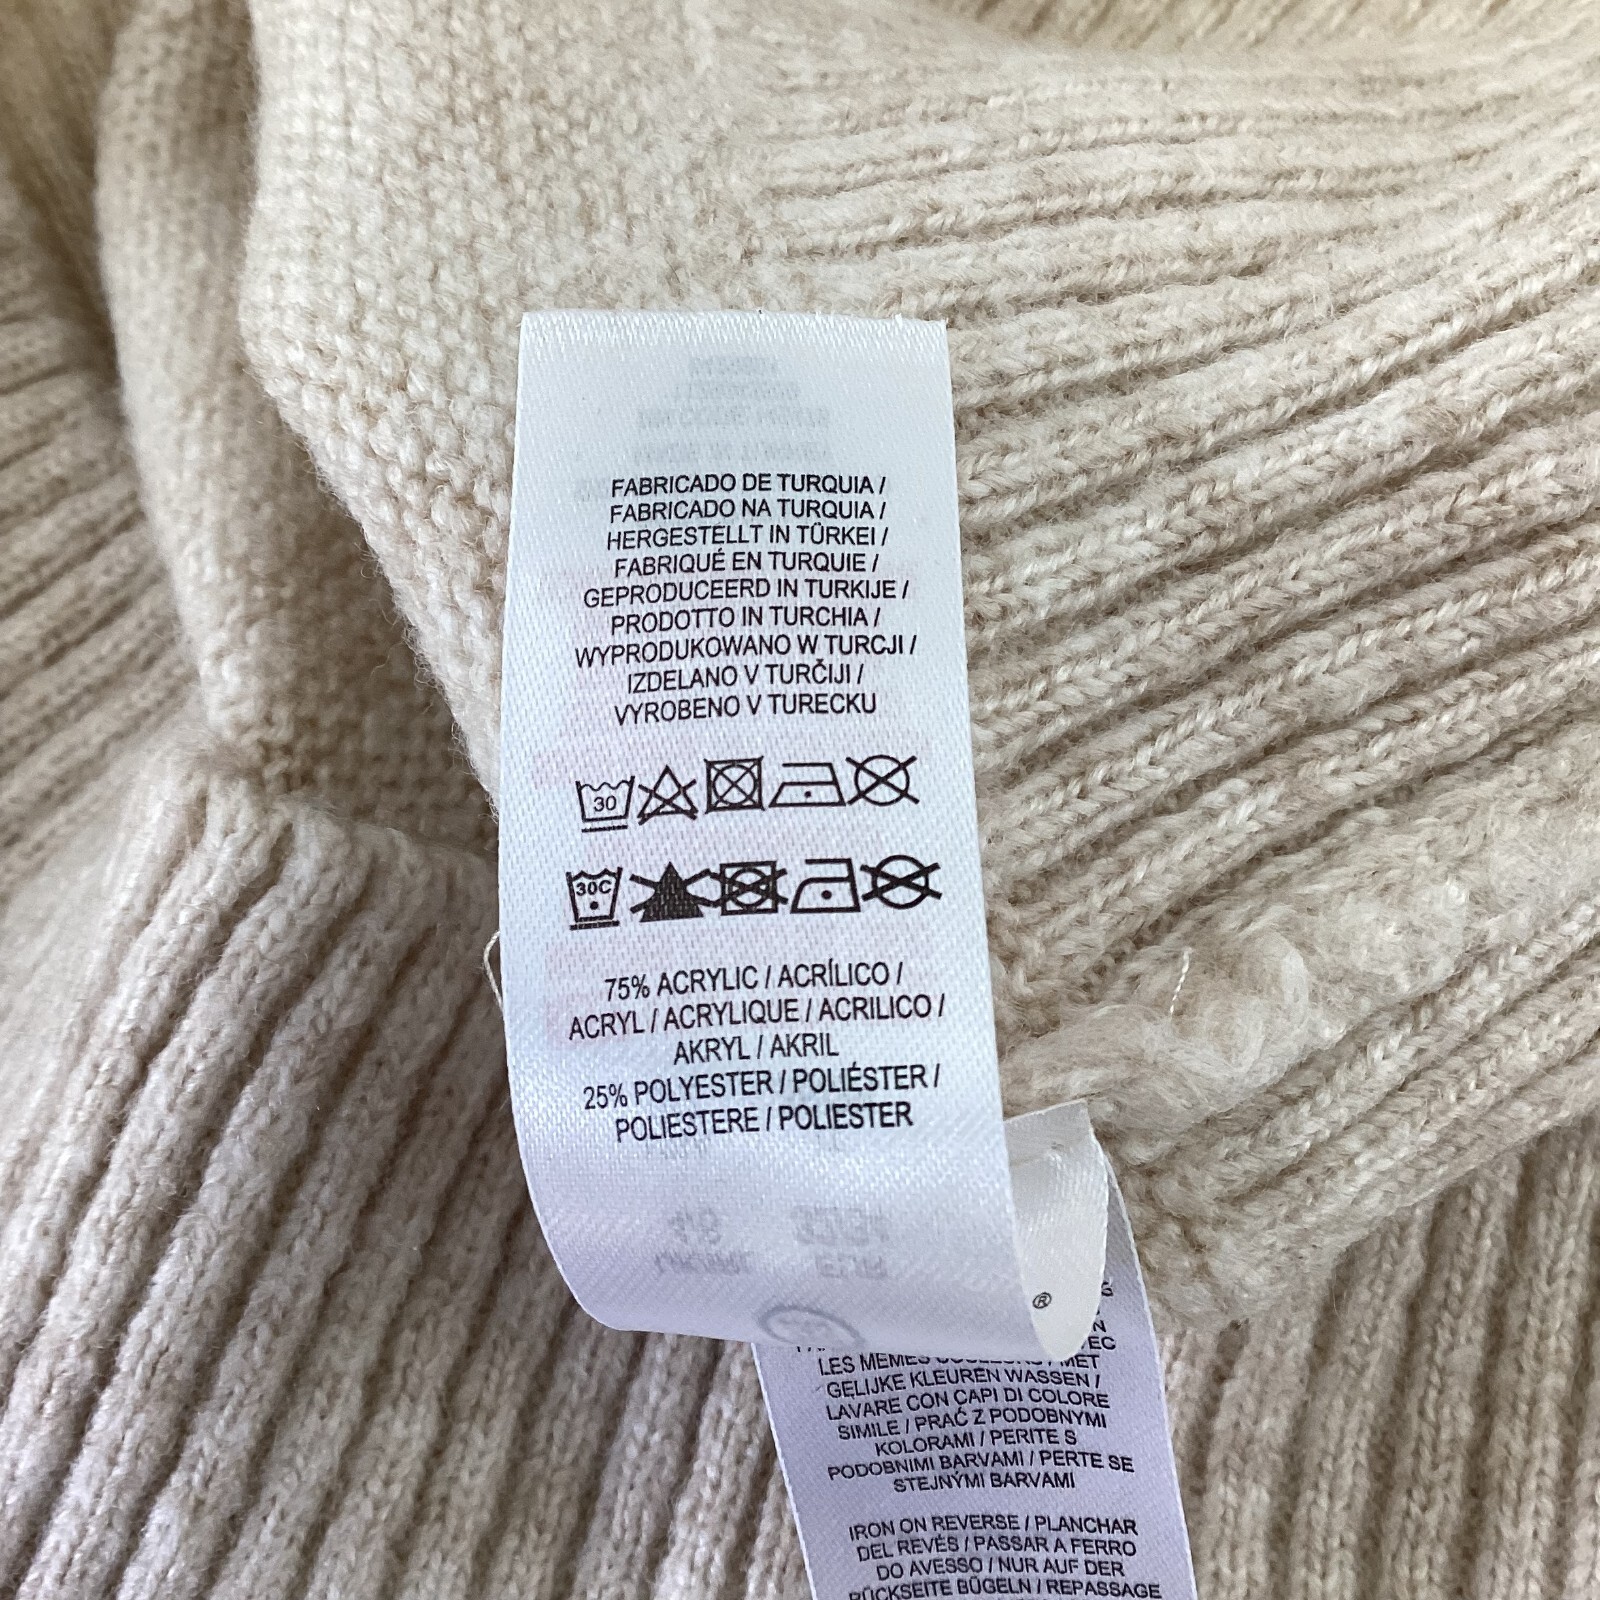 FABRICADO DE TURQUIA /
FABRICADO NA TURQUIA /
HERGESTELLT IN TÜRKEI /
FABRIQUÉ EN TURQUIE /
GEPRODUCEERD IN TURKIJE /
PRODOTTO IN TURCHIA /
WYPRODUKOWANO W TURCJI /
IZDELANO V TURČIJI /
VYROBENO V TURECKU
30
30C
75% ACRYLIC / ACRÍLICO /
ACRYL / ACRYLIQUE / ACRILICO /
AKRYL / AKRIL
25% POLYESTER / POLIÉSTER /
POLIESTERE / POLIESTER
®
LES MEMES COULEURS / MET
GELIJKE KLEUREN WASSEN /
LAVARE CON CAPI DI COLORE
SIMILE / PRAĆ Z PODOBNYMI
KOLORAMI / PERITE S
PODOBNIMI BARVAMI / PERTE SE
STEJNÝMI BARVAMI
IRON ON REVERSE / PLANCHAR
DEL REVÉS / PASSAR A FERRO
DO AVESSO / NUR AUF DER
RÜCKSEITE BÜGELN / REPASSAGE